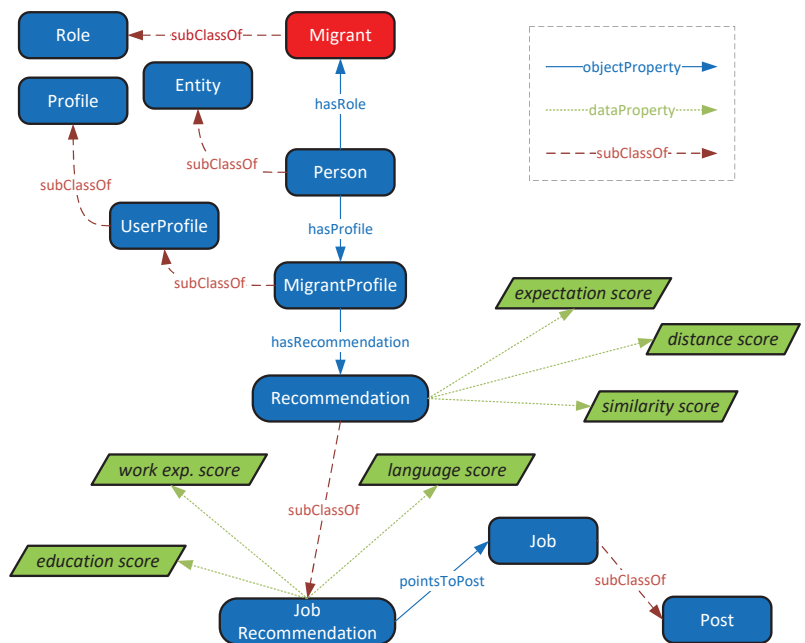 Role
subClassOf
Migrant
Profile
Entity
hasRole
objectProperty
dataProperty
subClassOf
subClassOf
subClassOf
Person
UserProfile
hasProfile
subClassOf
MigrantProfile
expectation score
hasRecommendation
distance score
Recommendation
similarity score
work exp. score
language score
subClassOf
Job
education score
pointsToPost
subClassOf
Job
Recommendation
Post